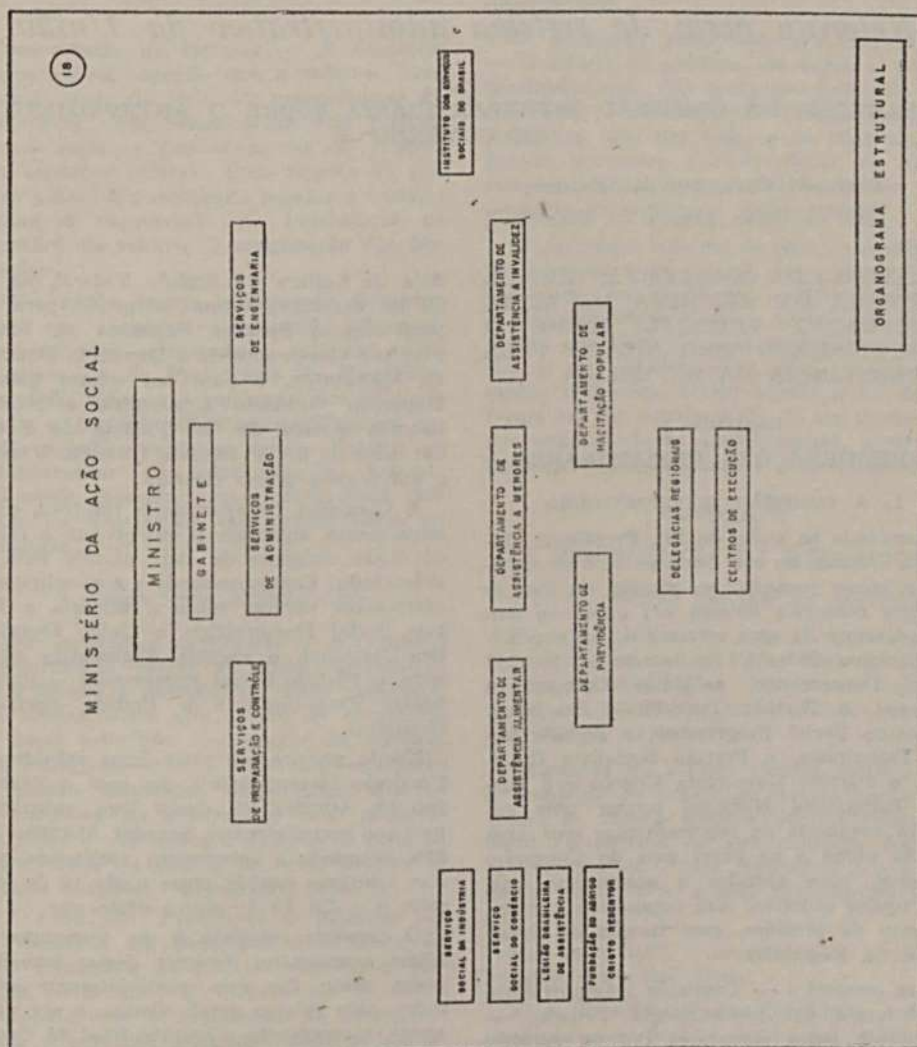 18
MINISTÉRIO DA AÇÃO SOCIAL
MINISTRO
GABINETE
SERVIÇOS
DE PREPARAÇÃO E CONTRÔLE
SERVIÇOS
DE ADMINISTRAÇÃO
SERVIÇOS
DE ENGENHARIA
SERVIÇO
SOCIAL DA INDÚSTRIA
SERVIÇO
SOCIAL DO COMÉRCIO
LEGIÃO BRASILEIRA
DE ASSISTÊNCIA
FUNDAÇÃO DO ABRIGO
CRISTO REDENTOR
DEPARTAMENTO DE
ASSISTÊNCIA ALIMENTAR
DEPARTAMENTO DE
ASSISTÊNCIA A MENORES
DEPARTAMENTO DE
ASSISTÊNCIA A INVALIDEZ
INSTITUTO DOS SERVIÇOS
SOCIAIS DO BRASIL
DEPARTAMENTO DE
PREVIDÊNCIA
DEPARTAMENTO DE
HABITAÇÃO POPULAR
DELEGACIAS REGIONAIS
CENTROS DE EXECUÇÃO
ORGANOGRAMA ESTRUTURAL